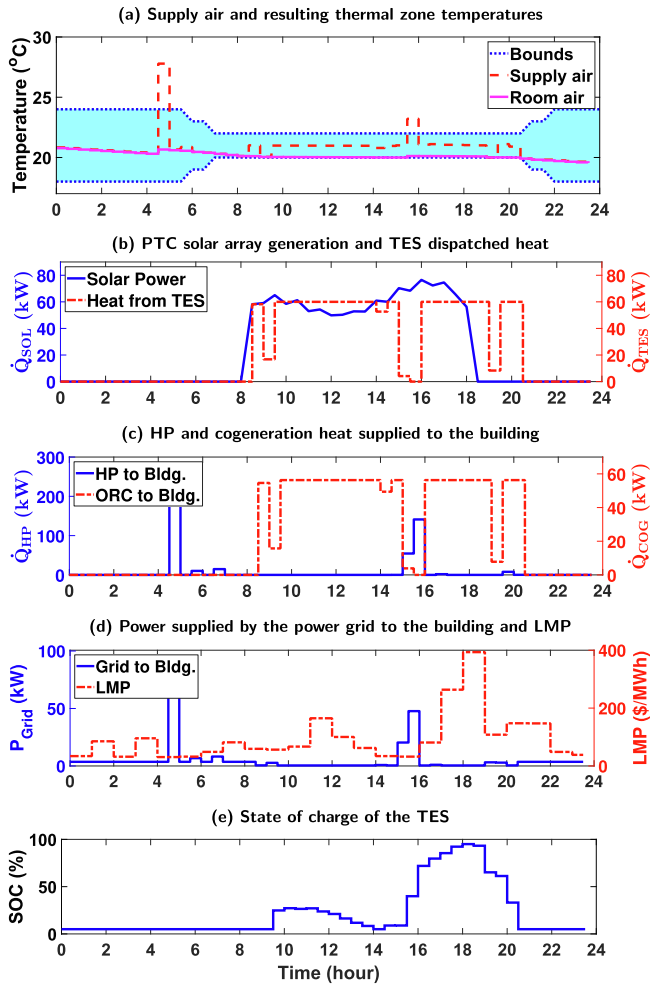 (a) Supply air and resulting thermal zone temperatures
Temperature (°C)
30
25
20
Bounds
Supply air
Room air
0 2 4 6 8 10 12 14 16 18 20 22 24
(b) PTC solar array generation and TES dispatched heat
Q̇SOL (kW)
80
60
40
20
0
Solar Power
Heat from TES
80
60
40
20
0
Q̇TES (kW)
0 2 4 6 8 10 12 14 16 18 20 22 24
(c) HP and cogeneration heat supplied to the building
Q̇HP (kW)
300
200
100
0
HP to Bldg.
ORC to Bldg.
80
60
40
20
0
Q̇COG (kW)
0 2 4 6 8 10 12 14 16 18 20 22 24
(d) Power supplied by the power grid to the building and LMP
PGrid (kW)
100
50
0
Grid to Bldg.
LMP
400
200
0
LMP ($/MWh)
0 2 4 6 8 10 12 14 16 18 20 22 24
(e) State of charge of the TES
SOC (%)
100
50
0
0 2 4 6 8 10 12 14 16 18 20 22 24
Time (hour)